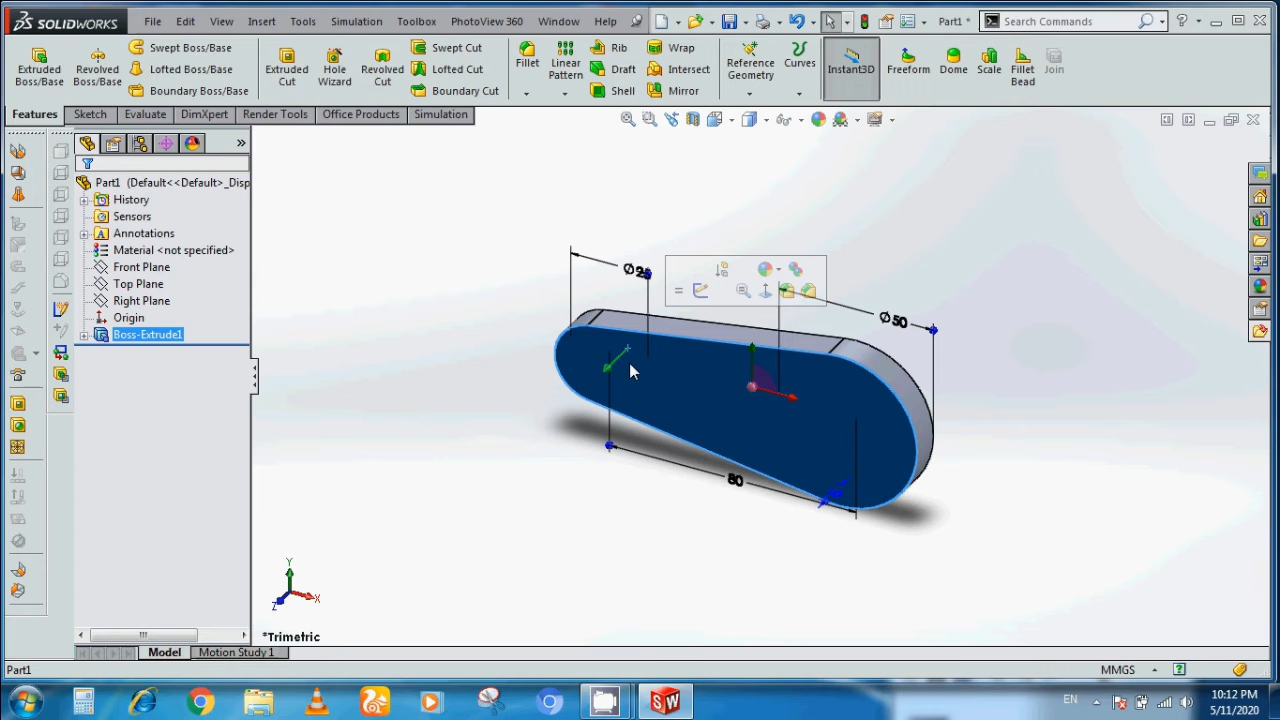 SOLIDWORKS
File Edit View Insert Tools Simulation Toolbox PhotoView 360 Window Help
Part1 *
Search Commands
Extruded Boss/Base
Revolved Boss/Base
Swept Boss/Base
Lofted Boss/Base
Boundary Boss/Base
Extruded Cut
Hole Wizard
Revolved Cut
Swept Cut
Lofted Cut
Boundary Cut
Fillet
Linear Pattern
Rib
Draft
Shell
Wrap
Intersect
Mirror
Reference Geometry
Curves
Instant3D
Freeform
Dome
Scale
Fillet Bead
Join
Features Sketch Evaluate DimXpert Render Tools Office Products Simulation
Part1 (Default<<Default>_Disp
History
Sensors
Annotations
Material <not specified>
Front Plane
Top Plane
Right Plane
Origin
Boss-Extrude1
Ø50
80
Y
X
Z
*Trimetric
Model Motion Study 1
Part1
MMGS
EN
10:12 PM
5/11/2020